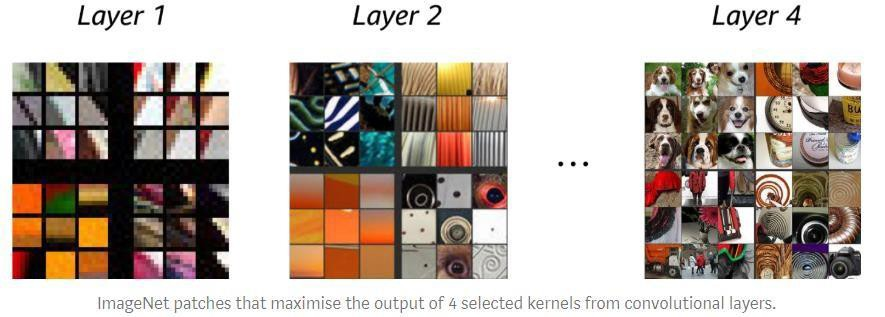 Layer 1
Layer 2
Layer 4
...
BU
ImageNet patches that maximise the output of 4 selected kernels from convolutional layers.